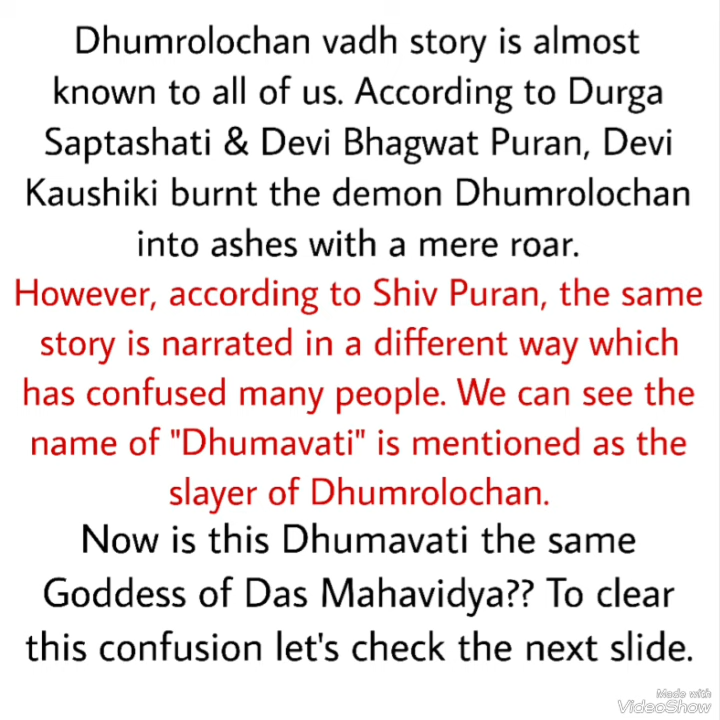 Dhumrolochan vadh story is almost
known to all of us. According to Durga
Saptashati & Devi Bhagwat Puran, Devi
Kaushiki burnt the demon Dhumrolochan
into ashes with a mere roar.
However, according to Shiv Puran, the same
story is narrated in a different way which
has confused many people. We can see the
name of "Dhumavati" is mentioned as the
slayer of Dhumrolochan.
Now is this Dhumavati the same
Goddess of Das Mahavidya?? To clear
this confusion let's check the next slide.
Made with
VideoShow